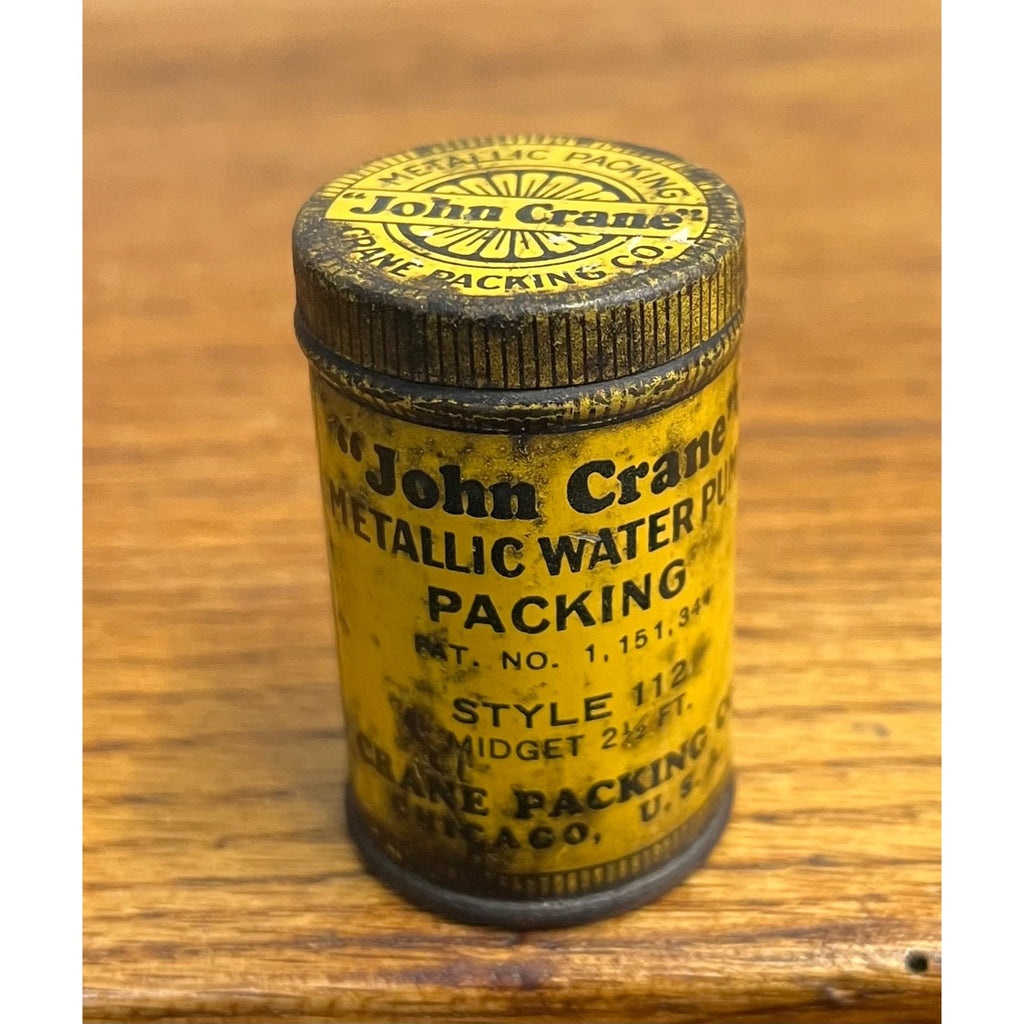 METALLIC PACKING
"John Crane"
CRANE PACKING CO.
"John Crane"
METALLIC WATER PUM
PACKING
PAT. NO. 1,151,344
STYLE 112
MIDGET 2½ FT.
CRANE PACKING CO
CHICAGO, U.S.A.